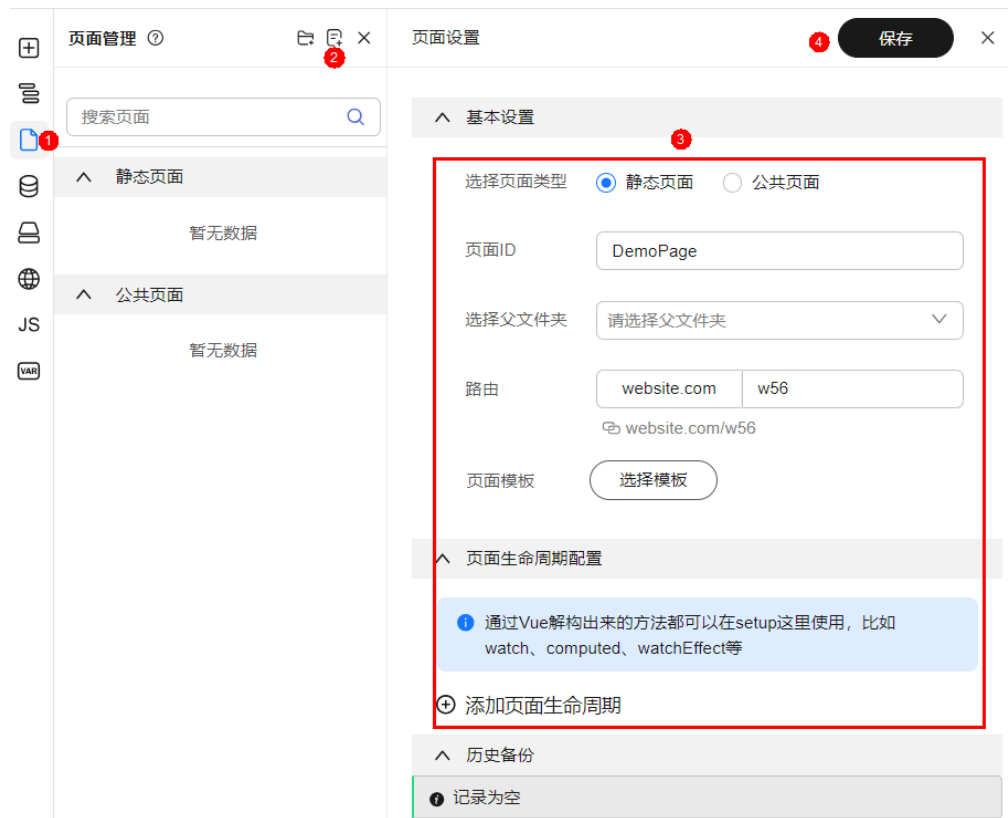 页面管理
2
1
搜索页面
静态页面
暂无数据
公共页面
暂无数据
JS
VAR
页面设置
4
保存
基本设置
3
选择页面类型 静态页面 公共页面
页面ID DemoPage
选择父文件夹 请选择父文件夹
路由 website.com w56
website.com/w56
页面模板 选择模板
页面生命周期配置
通过Vue解构出来的方法都可以在setup这里使用，比如
watch、computed、watchEffect等
添加页面生命周期
历史备份
记录为空